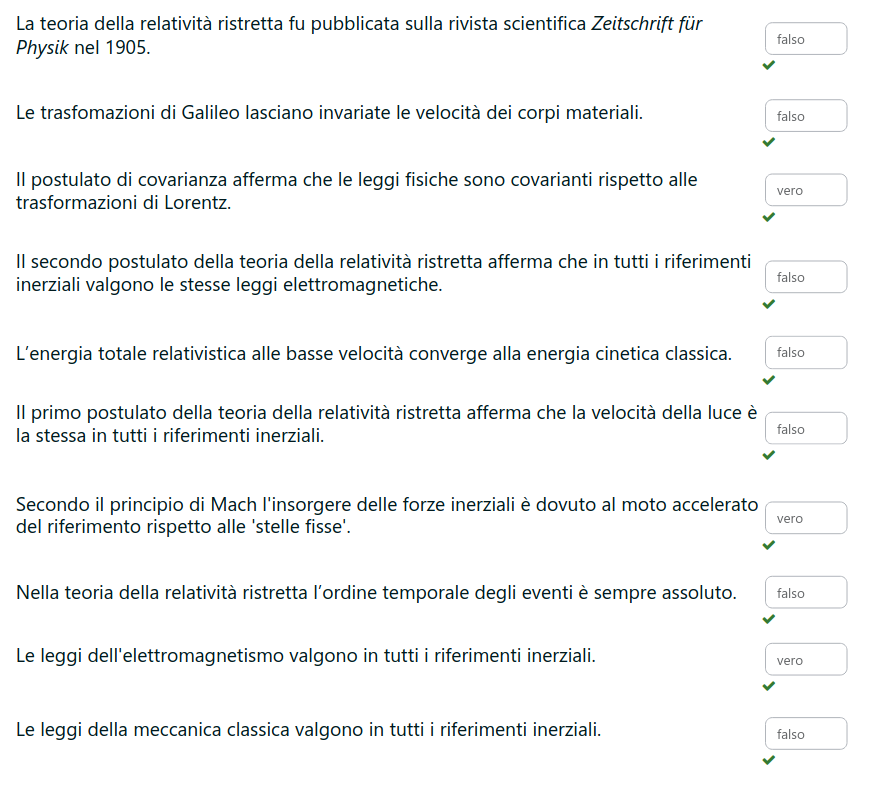 La teoria della relatività ristretta fu pubblicata sulla rivista scientifica Zeitschrift für
Physik nel 1905.
falso
Le trasfomazioni di Galileo lasciano invariate le velocità dei corpi materiali.
falso
Il postulato di covarianza afferma che le leggi fisiche sono covarianti rispetto alle
trasformazioni di Lorentz.
vero
Il secondo postulato della teoria della relatività ristretta afferma che in tutti i riferimenti
inerziali valgono le stesse leggi elettromagnetiche.
falso
L’energia totale relativistica alle basse velocità converge alla energia cinetica classica.
falso
Il primo postulato della teoria della relatività ristretta afferma che la velocità della luce è
la stessa in tutti i riferimenti inerziali.
falso
Secondo il principio di Mach l'insorgere delle forze inerziali è dovuto al moto accelerato
del riferimento rispetto alle 'stelle fisse'.
vero
Nella teoria della relatività ristretta l’ordine temporale degli eventi è sempre assoluto.
falso
Le leggi dell'elettromagnetismo valgono in tutti i riferimenti inerziali.
vero
Le leggi della meccanica classica valgono in tutti i riferimenti inerziali.
falso